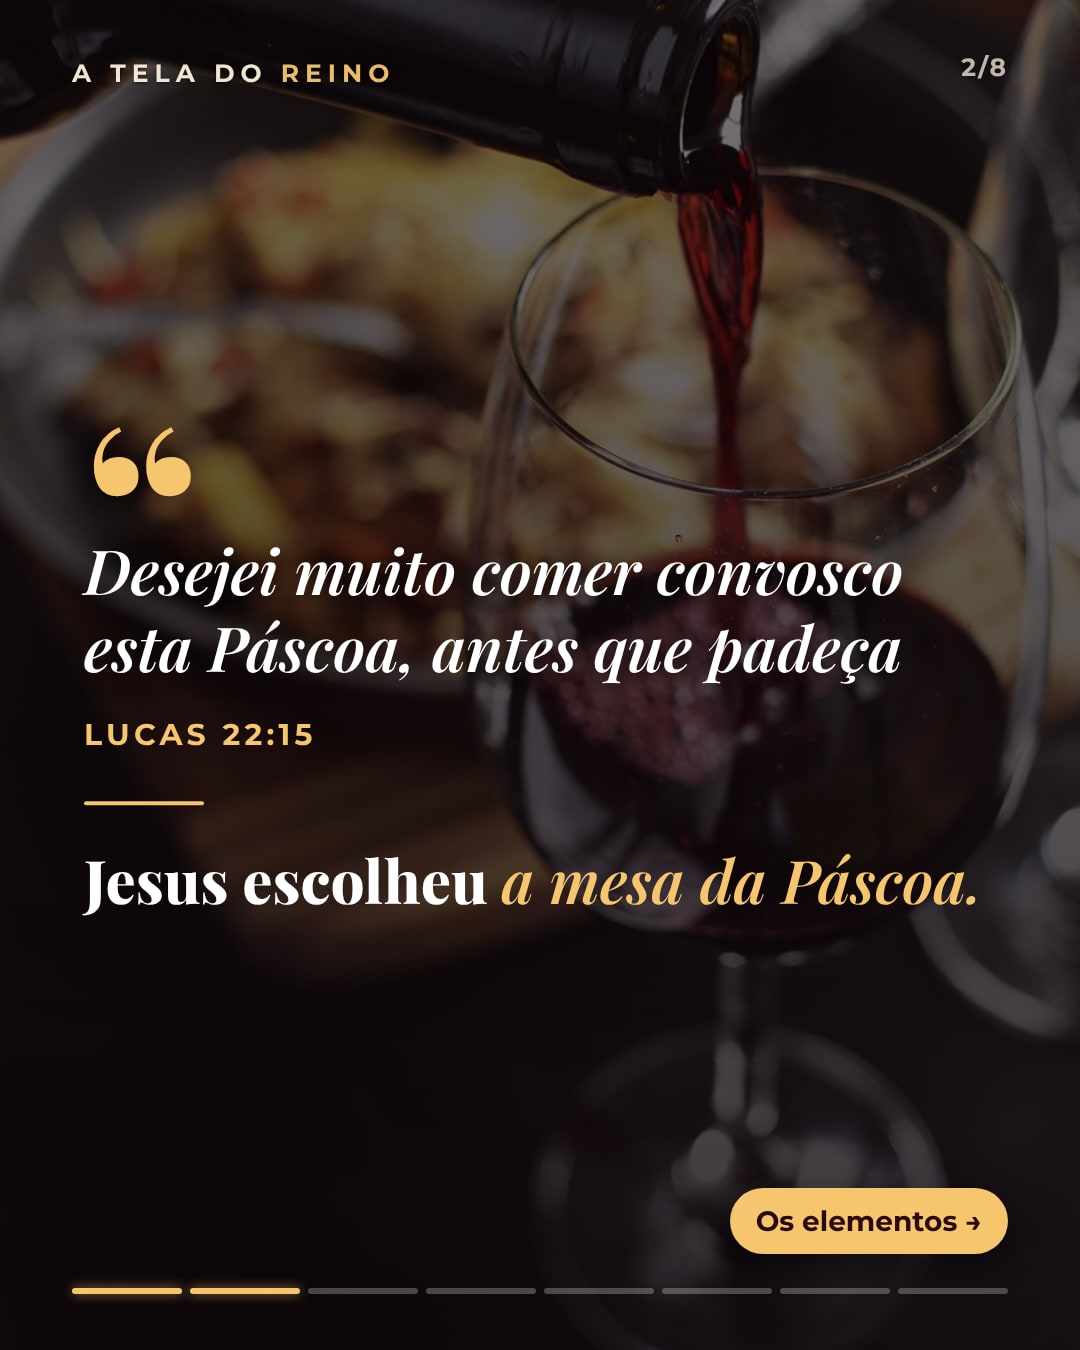 A TELA DO REINO
2/8
“
Desejei muito comer convosco
esta Páscoa, antes que padeça
LUCAS 22:15
Jesus escolheu a mesa da Páscoa.
Os elementos →